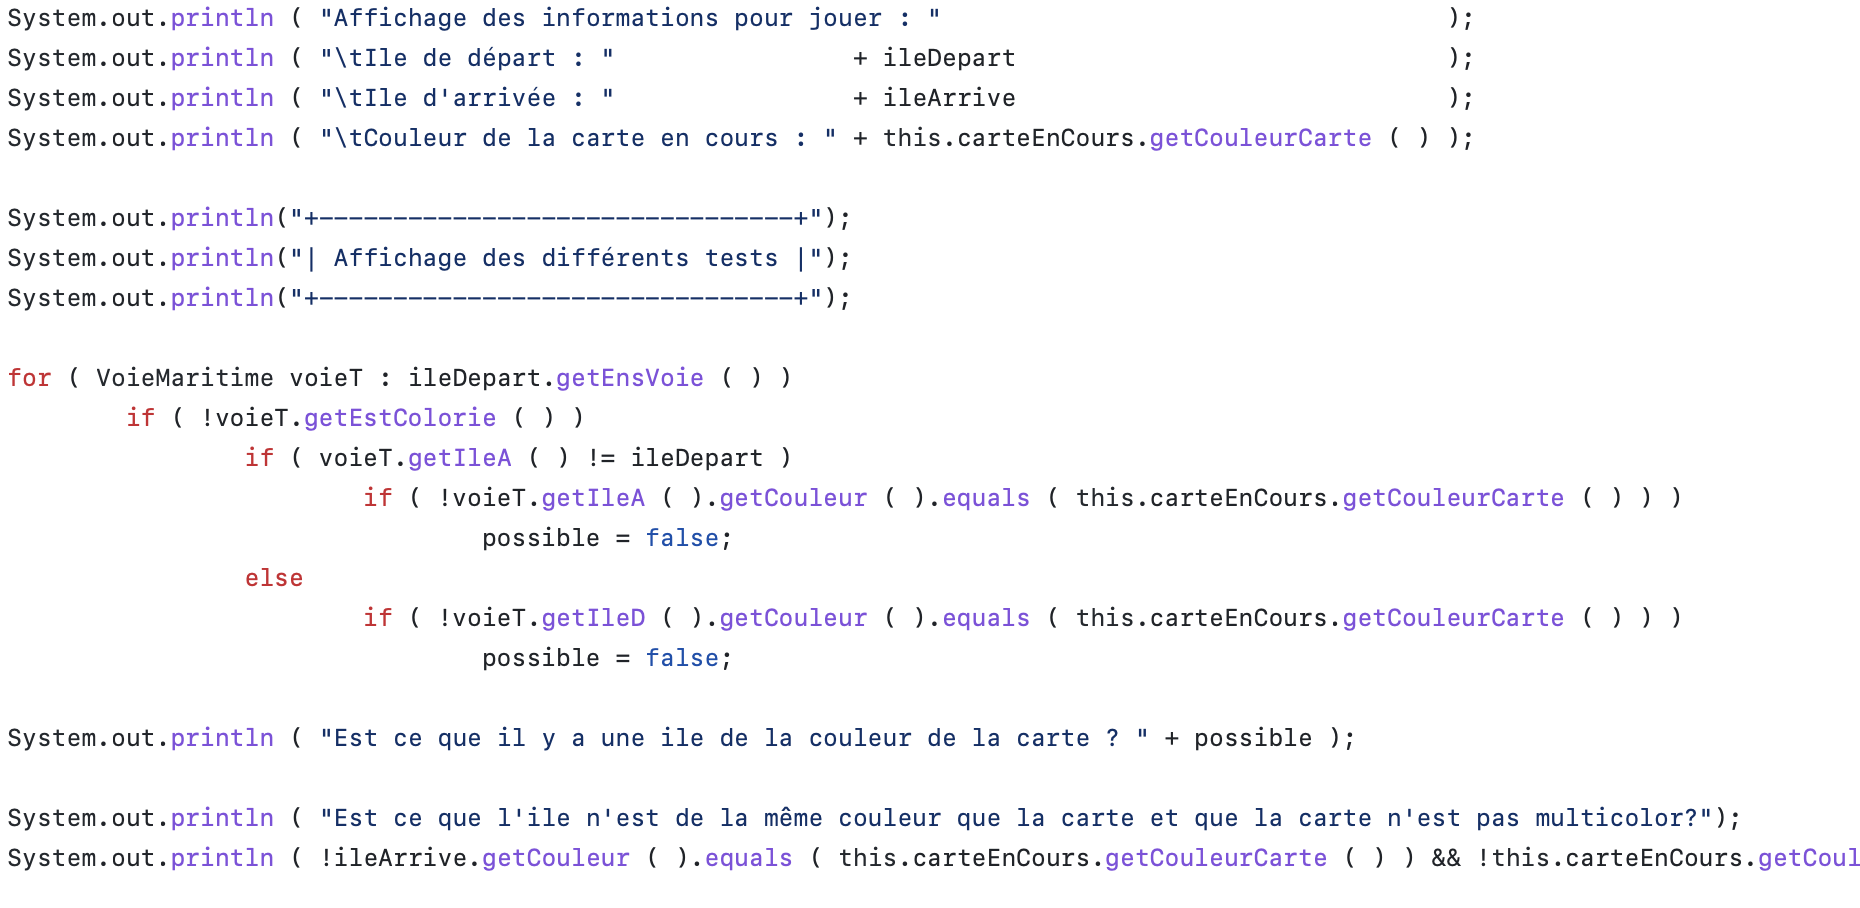 System.out.println ( "Affichage des informations pour jouer : "                                  );
System.out.println ( "\tIle de départ : "                + ileDepart                             );
System.out.println ( "\tIle d'arrivée : "                + ileArrive                             );
System.out.println ( "\tCouleur de la carte en cours : " + this.carteEnCours.getCouleurCarte ( ) );
System.out.println("+--------------------------------+");
System.out.println("| Affichage des différents tests |");
System.out.println("+--------------------------------+");
for ( VoieMaritime voieT : ileDepart.getEnsVoie ( ) )
        if ( !voieT.getEstColorie ( ) )
                if ( voieT.getIleA ( ) != ileDepart )
                        if ( !voieT.getIleA ( ).getCouleur ( ).equals ( this.carteEnCours.getCouleurCarte ( ) ) )
                                possible = false;
                else
                        if ( !voieT.getIleD ( ).getCouleur ( ).equals ( this.carteEnCours.getCouleurCarte ( ) ) )
                                possible = false;
System.out.println ( "Est ce que il y a une ile de la couleur de la carte ? " + possible );
System.out.println ( "Est ce que l'ile n'est de la même couleur que la carte et que la carte n'est pas multicolor?");
System.out.println ( !ileArrive.getCouleur ( ).equals ( this.carteEnCours.getCouleurCarte ( ) ) && !this.carteEnCours.getCoul